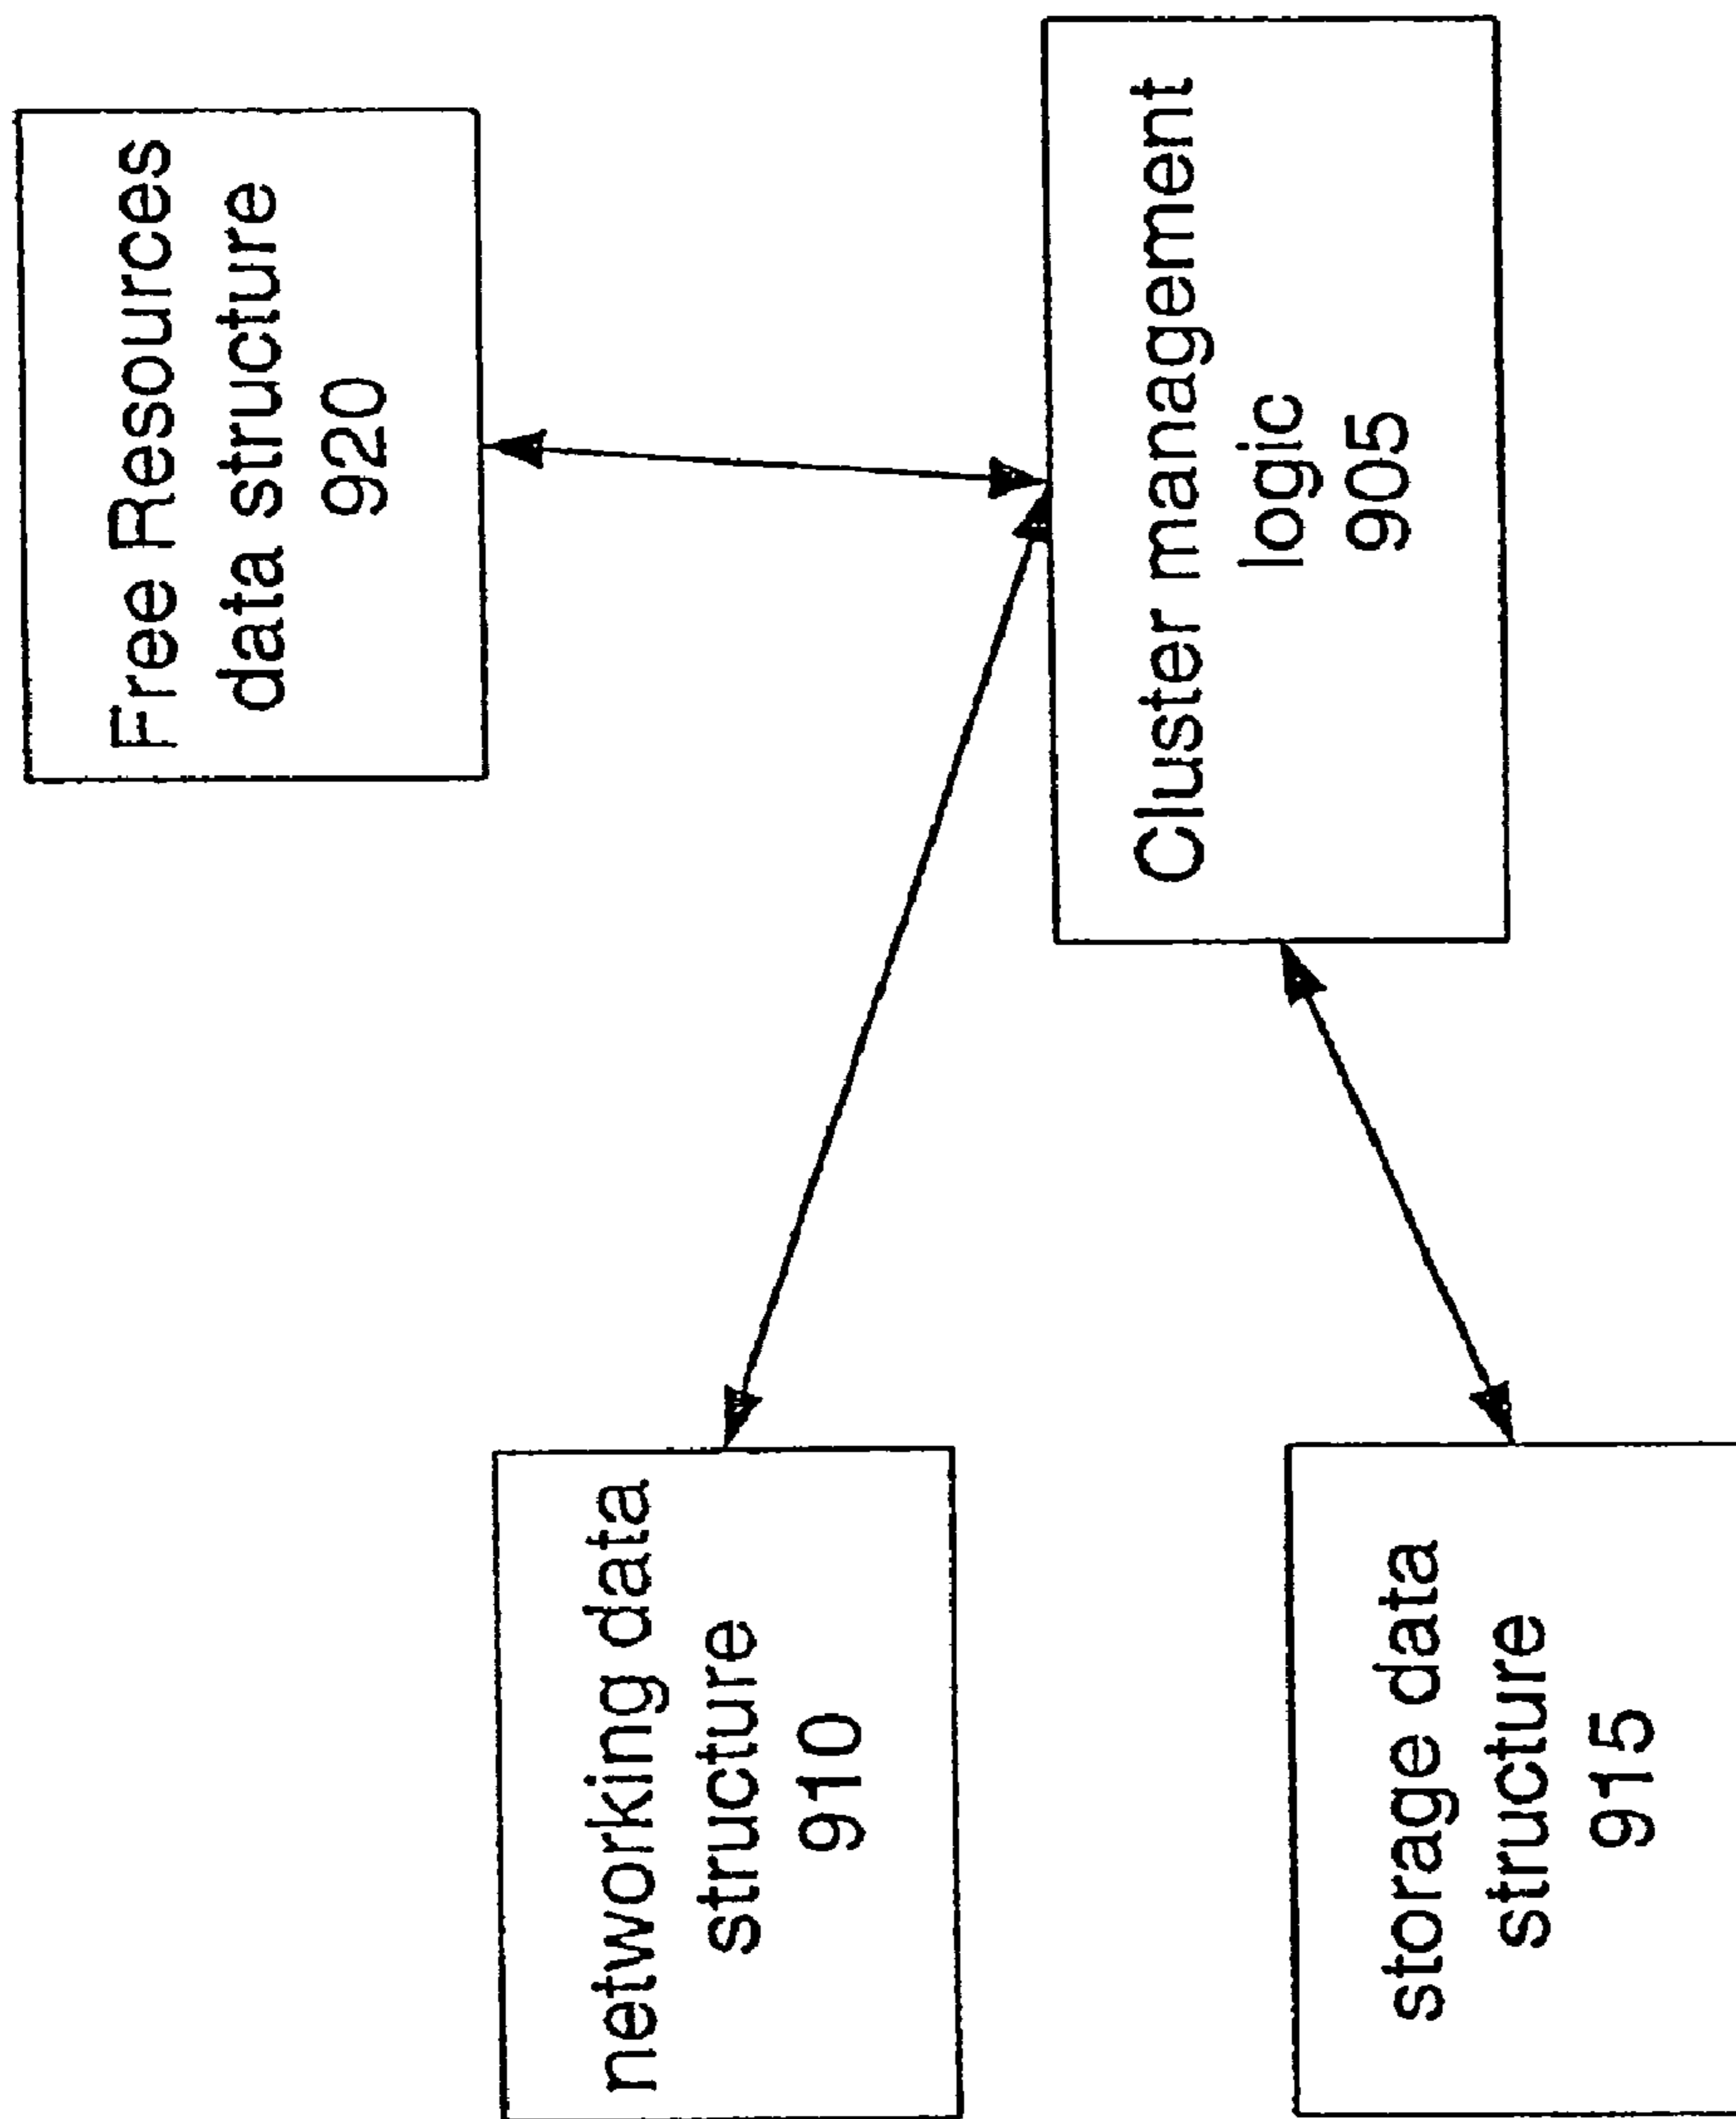 Free Resources
data structure
920
networking data
structure
910
Cluster management
logic
905
storage data
structure
915